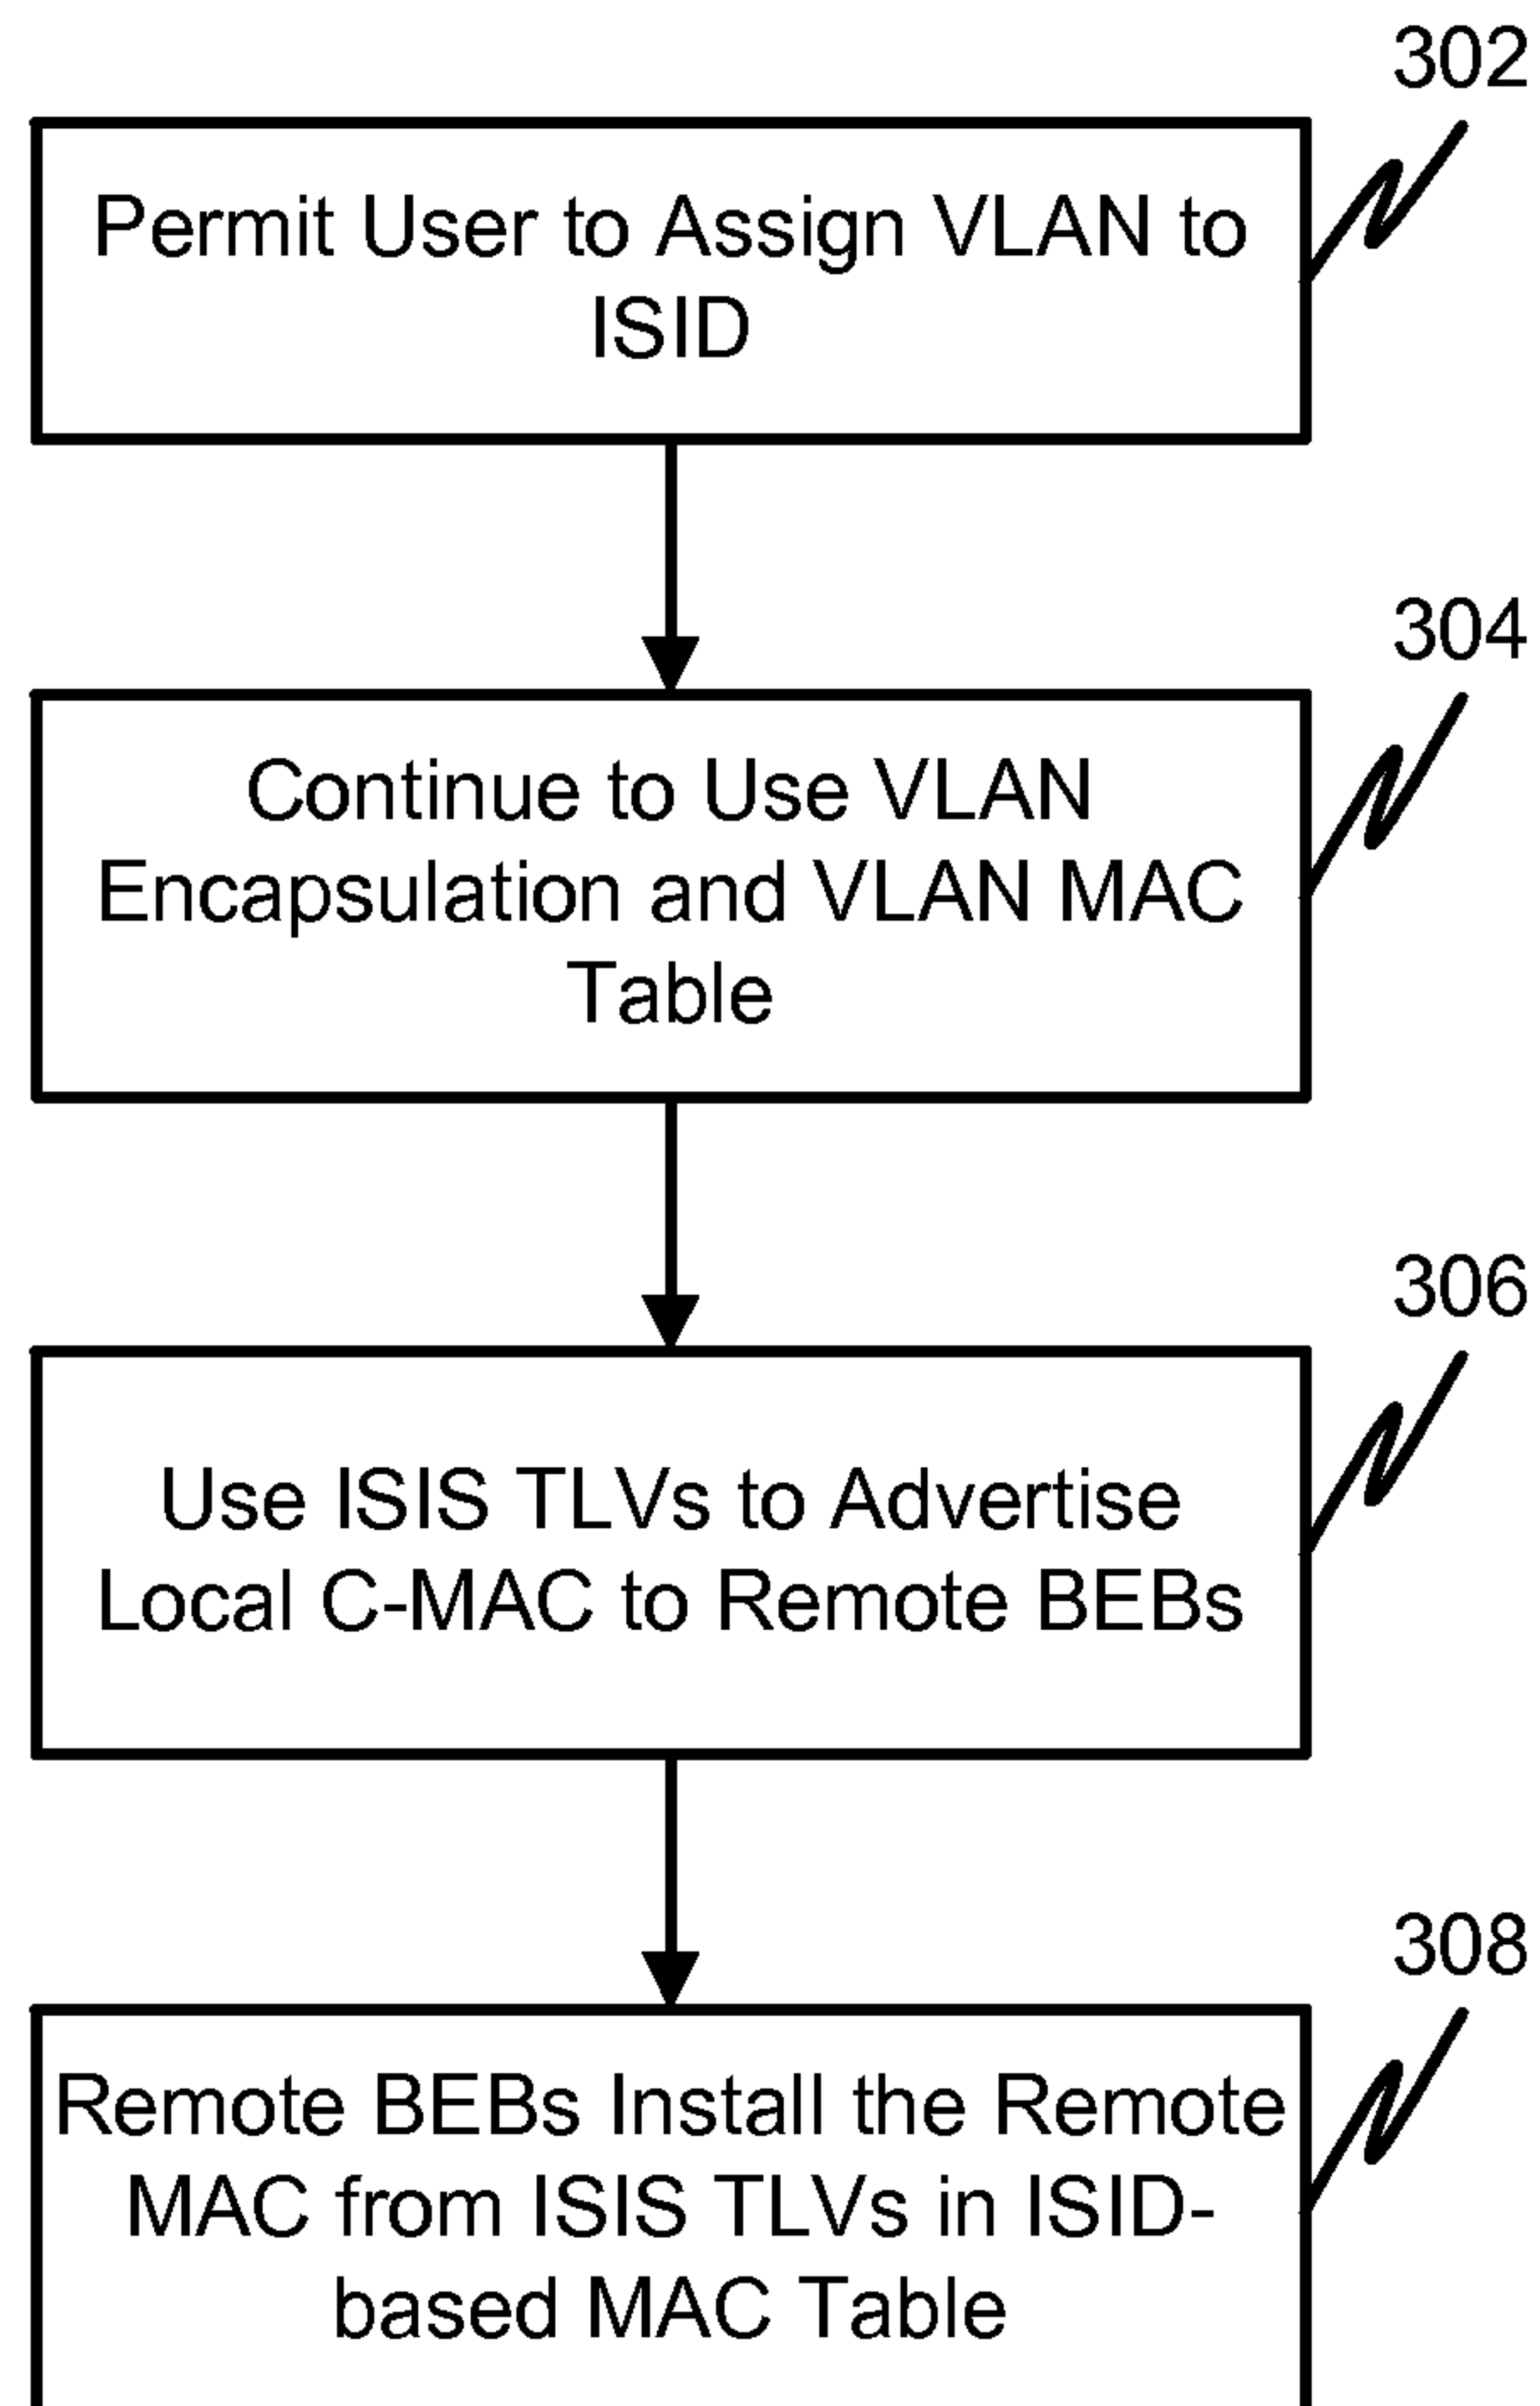 302
Permit User to Assign VLAN to
ISID
304
Continue to Use VLAN
Encapsulation and VLAN MAC
Table
306
Use ISIS TLVs to Advertise
Local C-MAC to Remote BEBs
308
Remote BEBs Install the Remote
MAC from ISIS TLVs in ISID-
based MAC Table